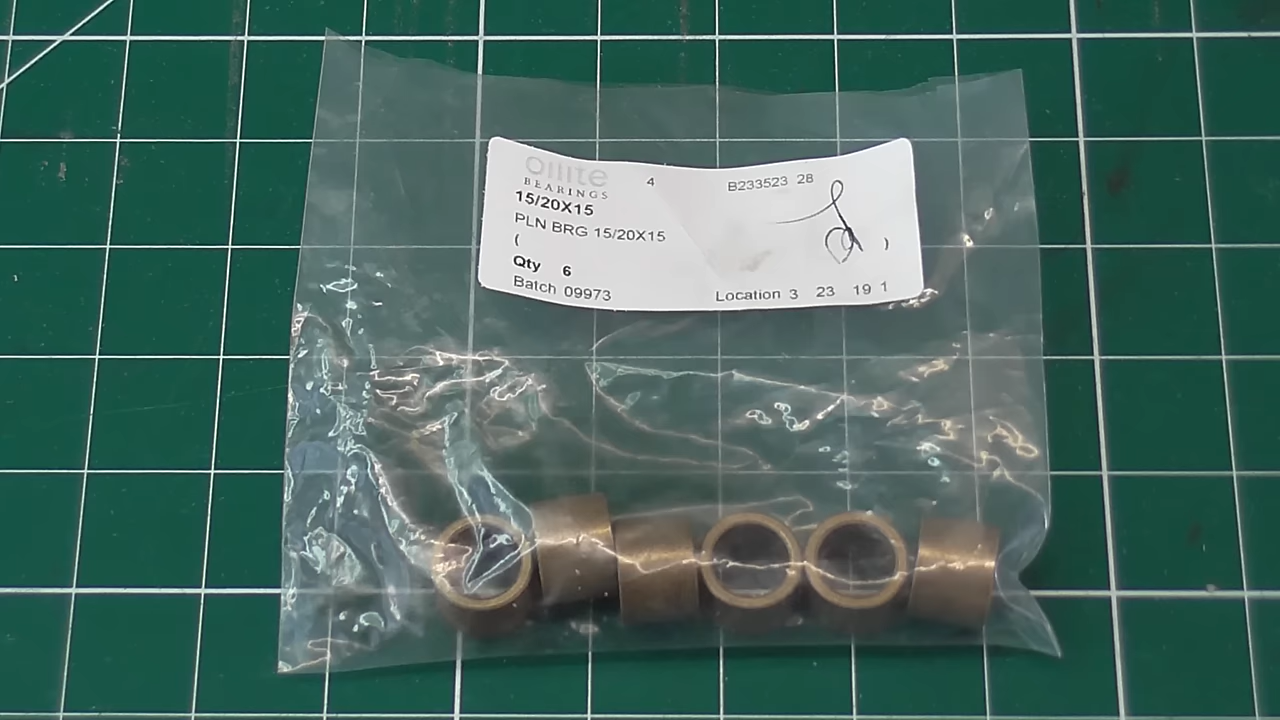 Oilite 4 B233523 28
BEARINGS
15/20X15
PLN BRG 15/20X15
( )
Qty 6
Batch 09973 Location 3 23 19 1